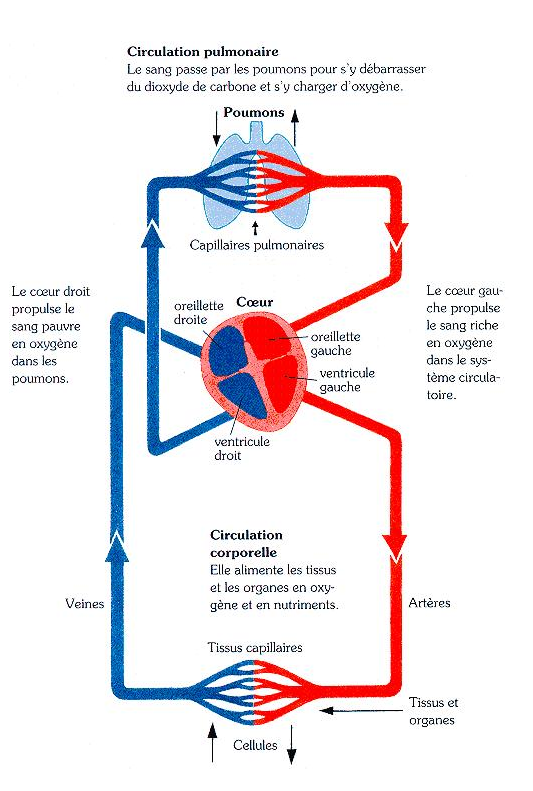 Circulation pulmonaire
Le sang passe par les poumons pour s'y débarrasser
du dioxyde de carbone et s'y charger d'oxygène.
Poumons
Capillaires pulmonaires
Le cœur droit
propulse le
sang pauvre
en oxygène
dans les
poumons.
oreillette
droite
Cœur
oreillette
gauche
ventricule
gauche
ventricule
droit
Le cœur gau-
che propulse
le sang riche
en oxygène
dans le sys-
tème circula-
toire.
Circulation
corporelle
Elle alimente les tissus
et les organes en oxy-
gène et en nutriments.
Veines
Artères
Tissus capillaires
Tissus et
organes
Cellules